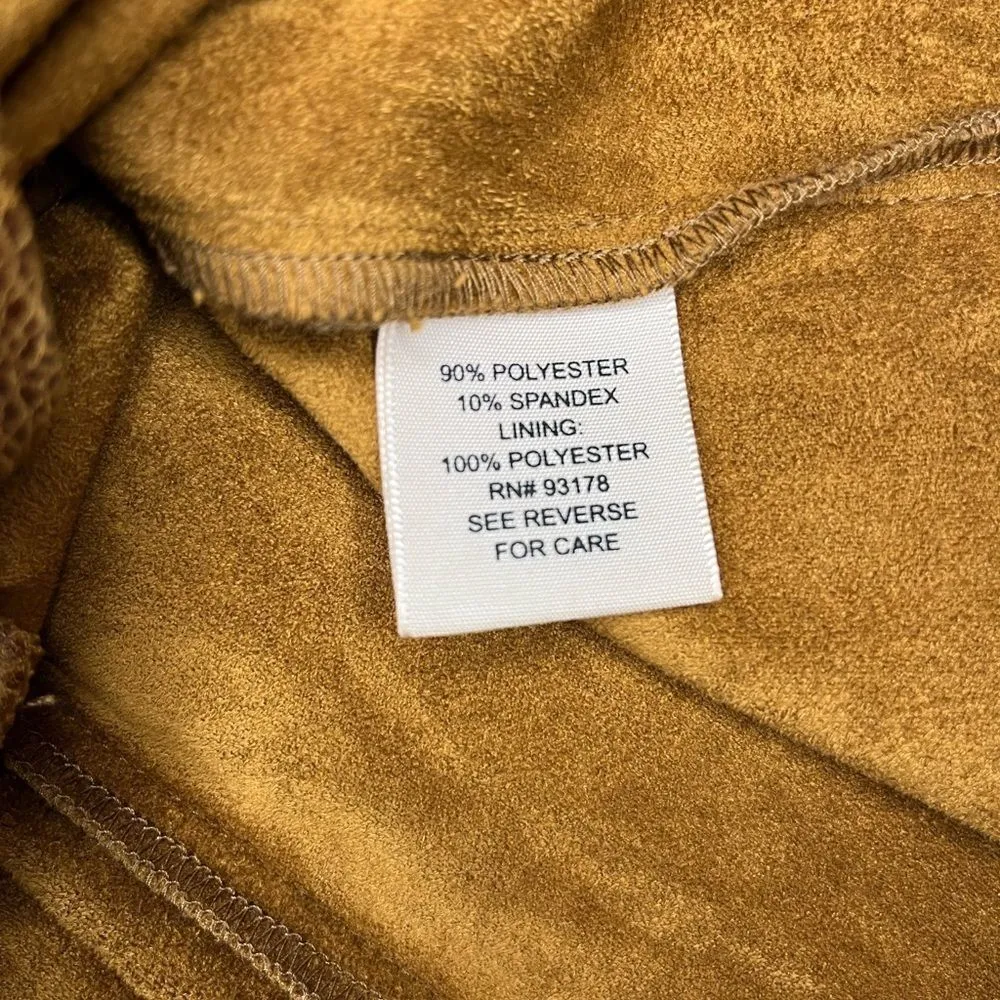 90% POLYESTER
10% SPANDEX
LINING:
100% POLYESTER
RN# 93178
SEE REVERSE
FOR CARE